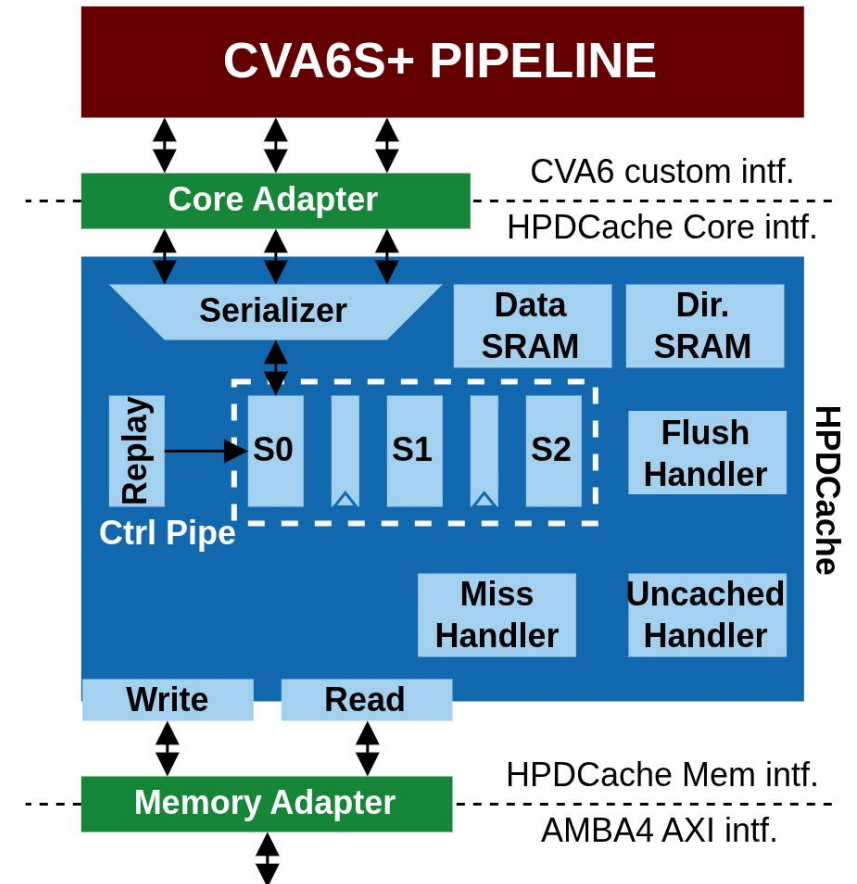 CVA6S+ PIPELINE
CVA6 custom intf.
Core Adapter
HPDCache Core intf.
Serializer
Data
SRAM
Dir.
SRAM
Replay
S0
S1
S2
Flush
Handler
HPDCache
Ctrl Pipe
Miss
Handler
Uncached
Handler
Write
Read
HPDCache Mem intf.
Memory Adapter
AMBA4 AXI intf.